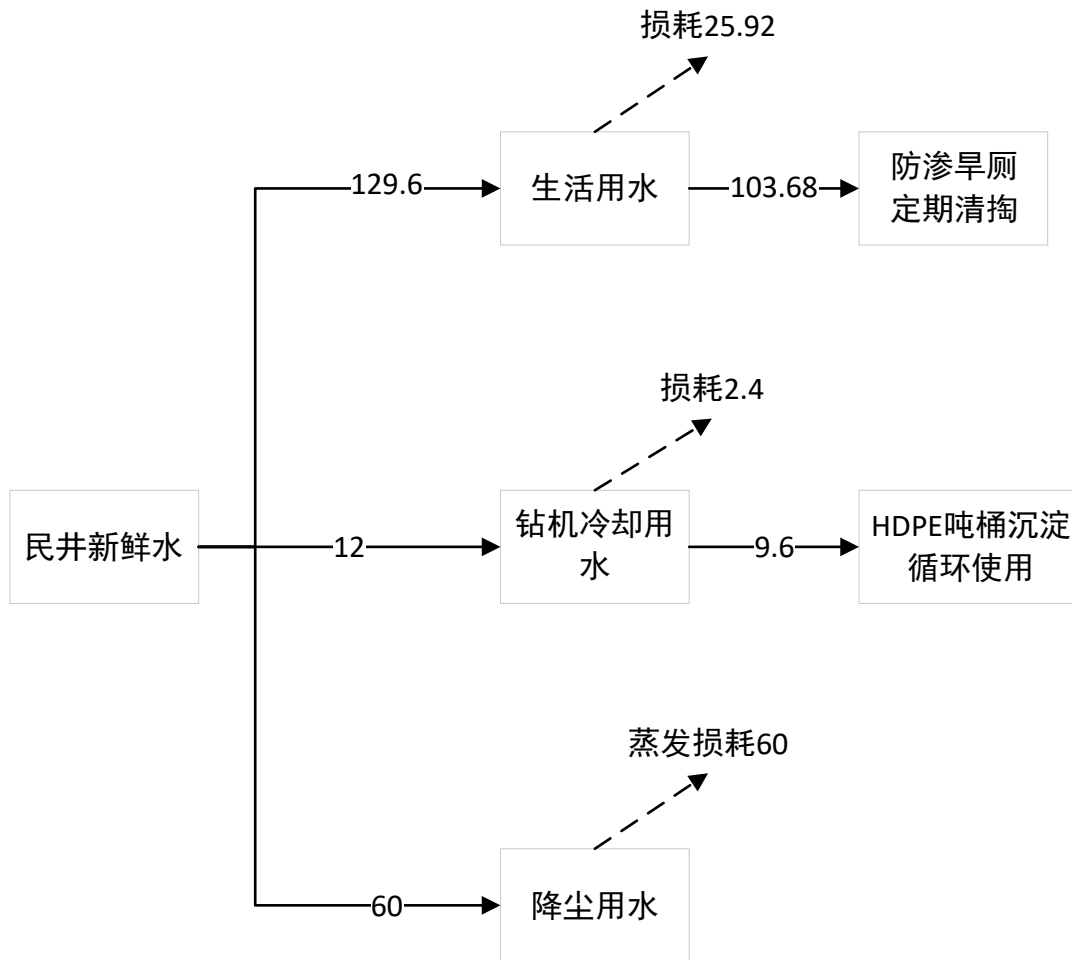 损耗25.92
129.6
生活用水
103.68
防渗旱厕
定期清掏
损耗2.4
民井新鲜水
12
钻机冷却用
水
9.6
HDPE吨桶沉淀
循环使用
蒸发损耗60
60
降尘用水